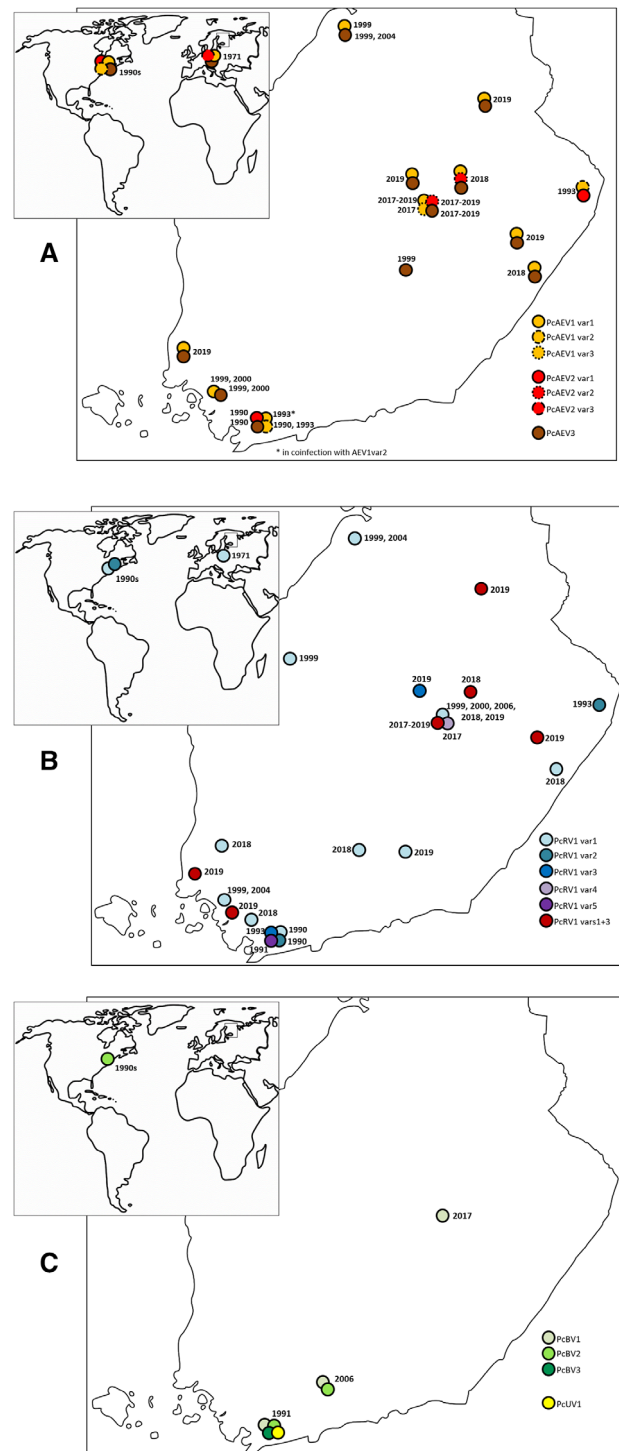 1990s
1971
1999
1999, 2004
2019
2019
2018
2017-2019
2017-2019
2017
2017-2019
1993
2019
1999
2018
2019
1999, 2000
1999, 2000
1990
1993*
1990
1990, 1993
* in coinfection with AEV1var2
PcAEV1 var1
PcAEV1 var2
PcAEV1 var3
PcAEV2 var1
PcAEV2 var2
PcAEV2 var3
PcAEV3
A
1971
1990s
1999, 2004
2019
1999
2019
2018
1999, 2000, 2006,
2018, 2019
2017-2019
2017
1993
2019
2018
2018
2018
2019
2019
1999, 2004
2019
2018
1993
1990
1991
1990
PcRV1 var1
PcRV1 var2
PcRV1 var3
PcRV1 var4
PcRV1 var5
PcRV1 vars1+3
B
1990s
2017
2006
1991
PcBV1
PcBV2
PcBV3
PcUV1
C